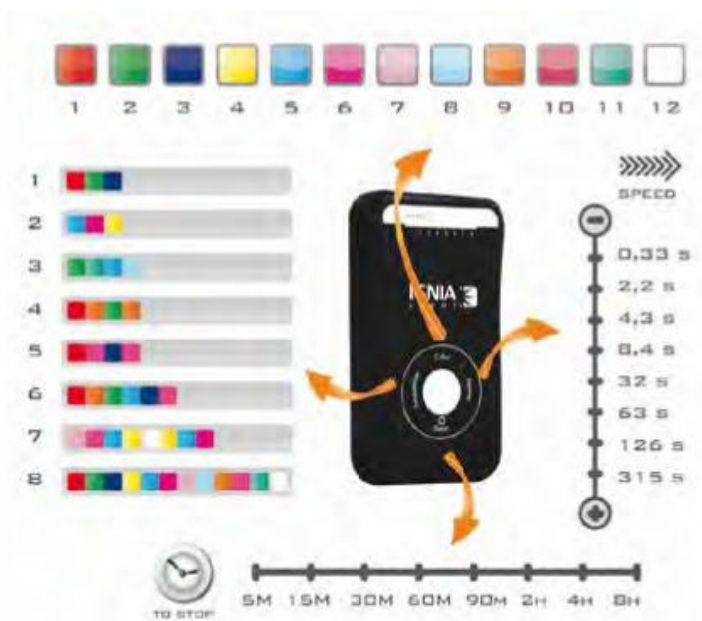 1 2 3 4 5 6 7 8 9 10 11 12
1
2
3
4
5
6
7
8
SPEED
0,33 s
2,2 s
4,3 s
8,4 s
32 s
63 s
126 s
315 s
TO STOP
5M 15M 30M 60M 90M 2H 4H 8H